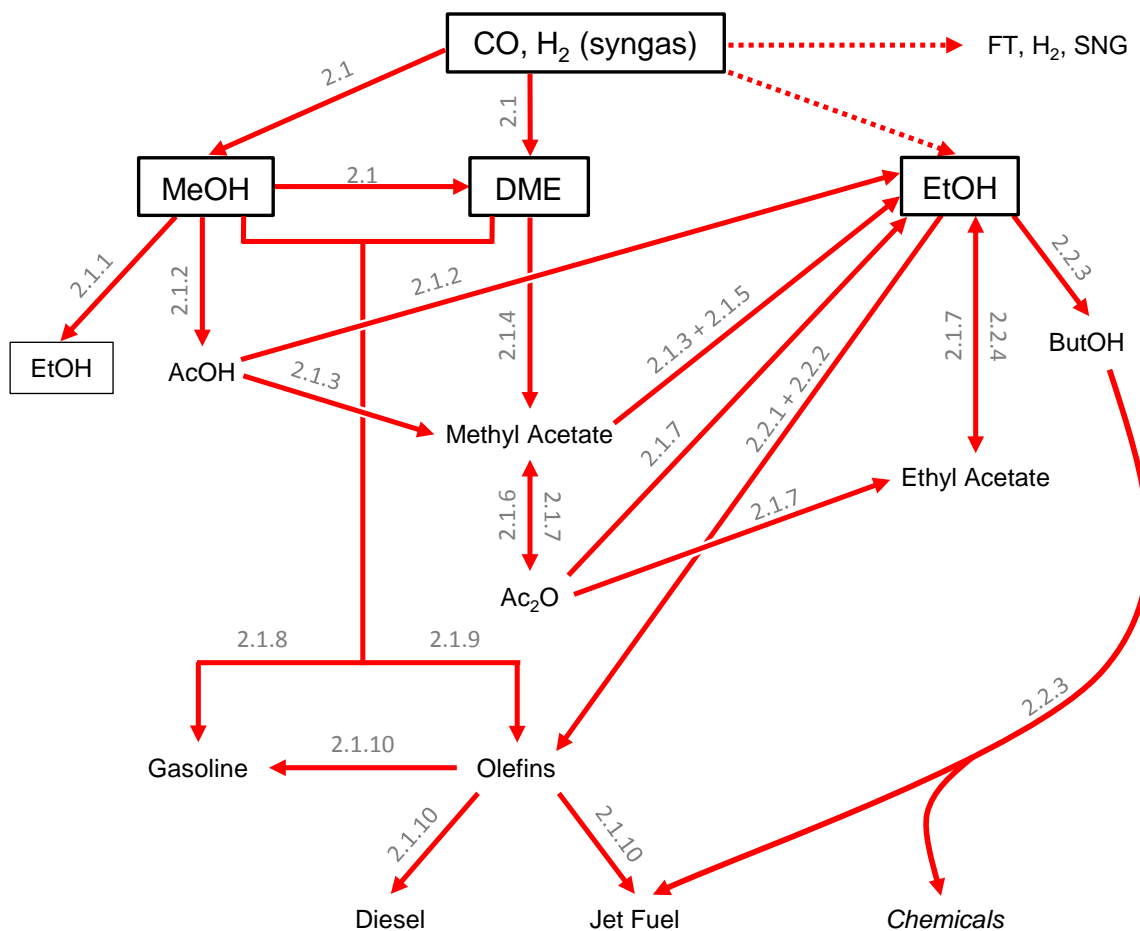 CO, H₂ (syngas)
FT, H₂, SNG
2.1
2.1
MeOH
2.1
DME
EtOH
2.1.1
2.1.2
2.1.2
2.1.4
2.1.3 + 2.1.5
2.1.7
2.2.4
2.2.3
EtOH
AcOH
2.1.3
ButOH
Methyl Acetate
2.1.7
2.2.1 + 2.2.2
Ethyl Acetate
2.1.6
2.1.7
2.1.7
Ac₂O
2.1.8
2.1.9
2.2.3
Gasoline
2.1.10
Olefins
2.1.10
2.1.10
Diesel
Jet Fuel
Chemicals